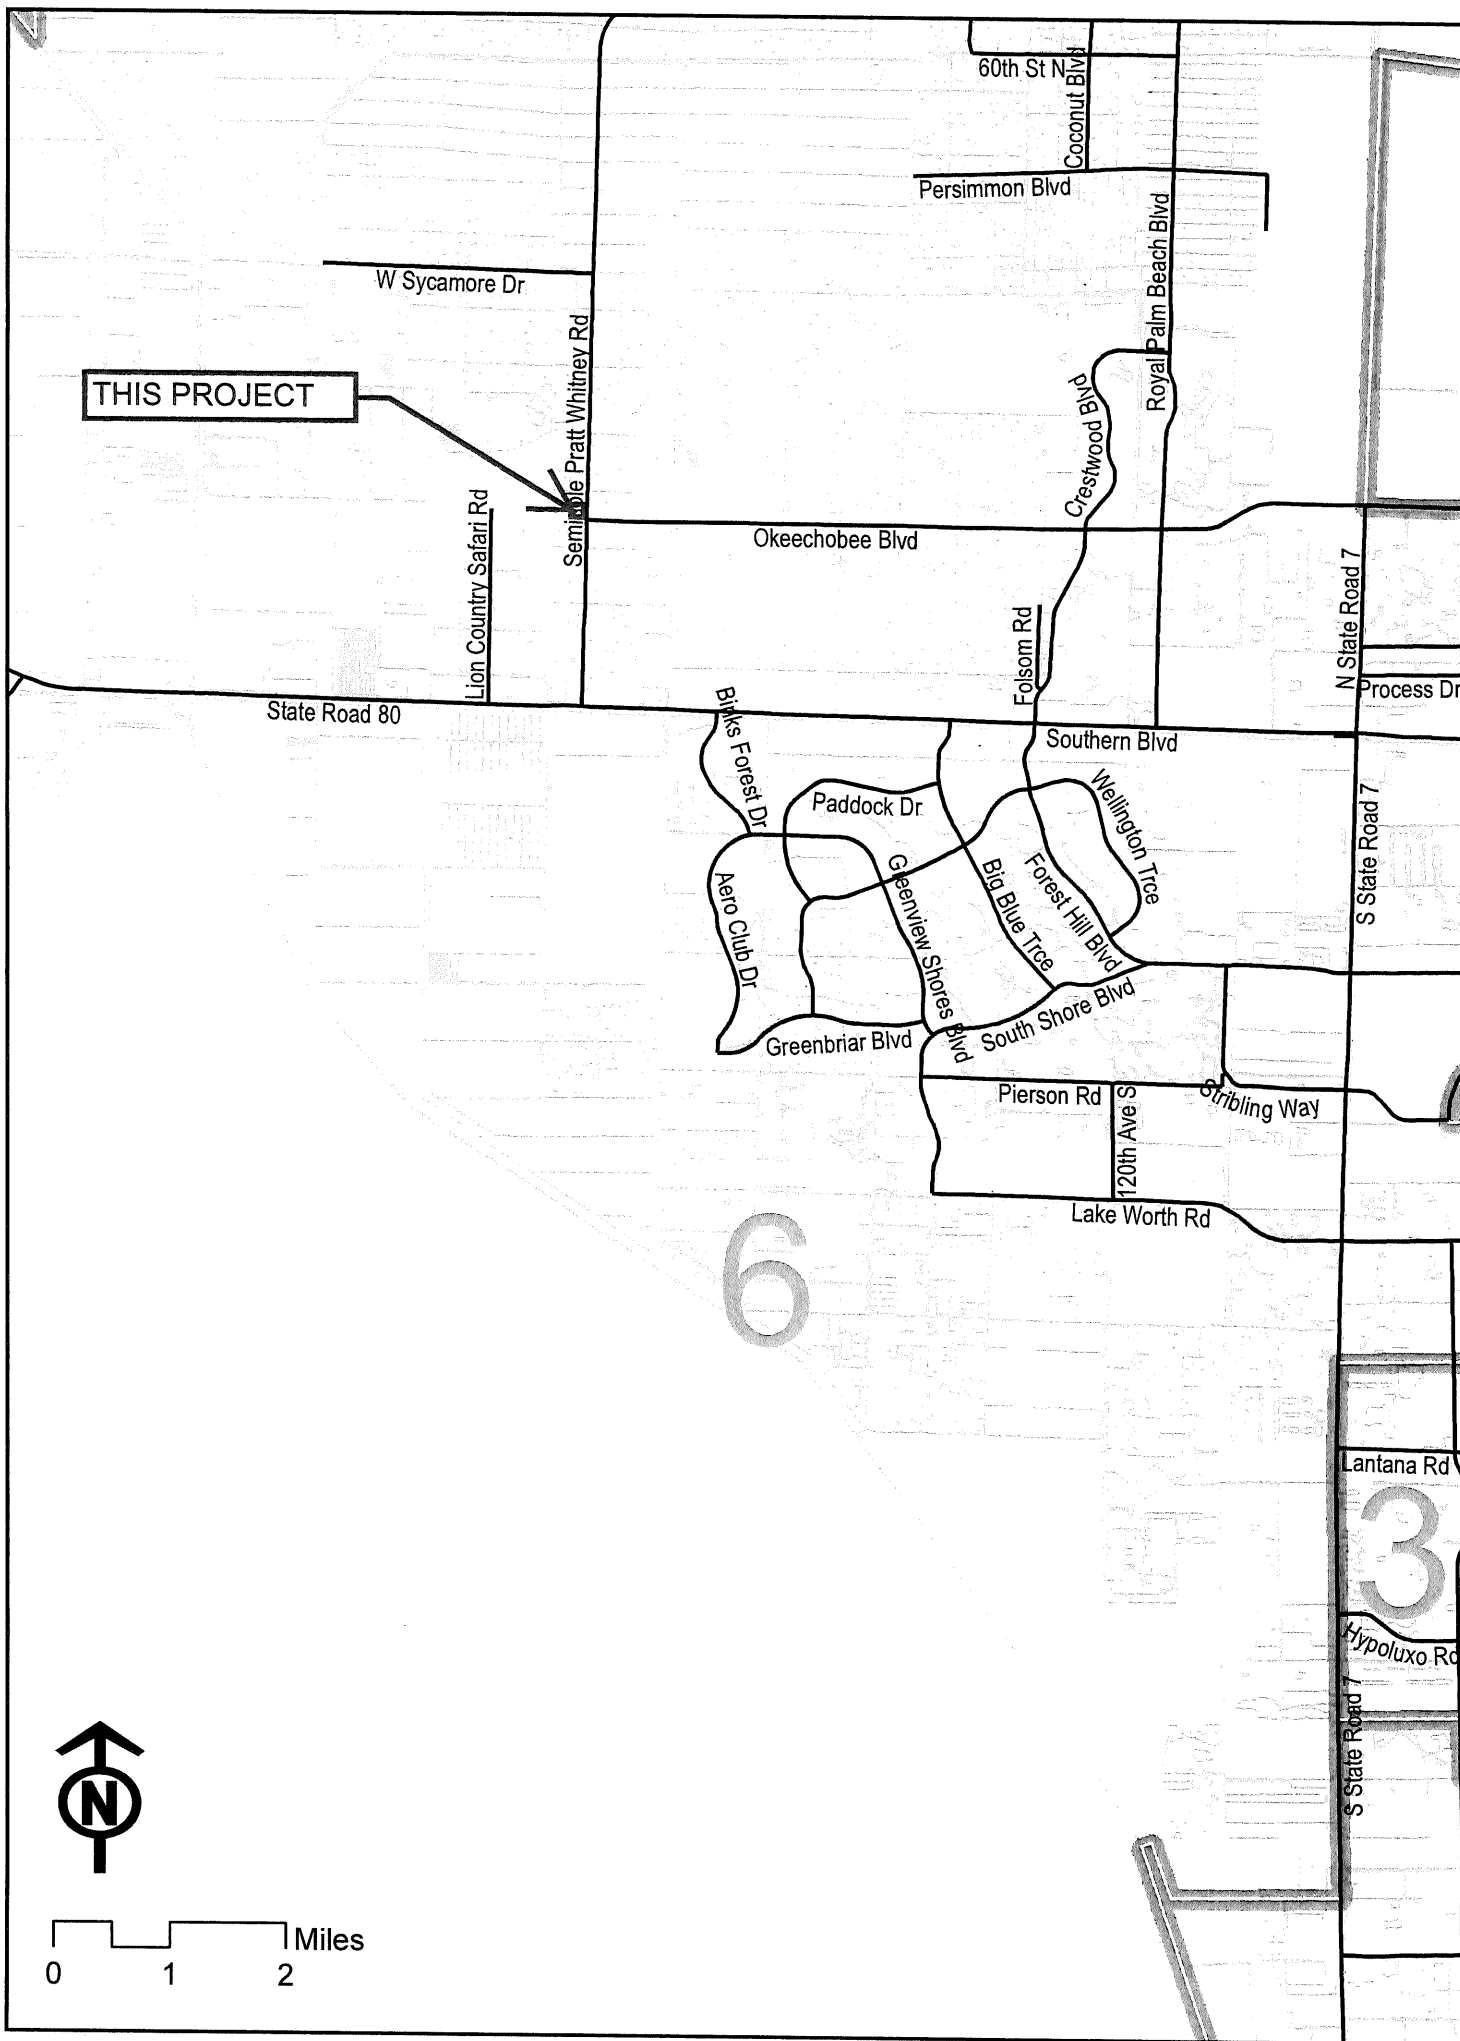 60th St N
Coconut Blvd
Persimmon Blvd
Royal Palm Beach Blvd
W Sycamore Dr
Seminole Pratt Whitney Rd
THIS PROJECT
Crestwood Blvd
Lion Country Safari Rd
Okeechobee Blvd
N State Road 7
Folsom Rd
Process Dr
State Road 80
Binks Forest Dr
Southern Blvd
Paddock Dr
Wellington Trce
S State Road 7
Greenview Shores Blvd
Big Blue Trce
Forest Hill Blvd
Aero Club Dr
South Shore Blvd
Greenbriar Blvd
Pierson Rd
120th Ave S
Stribling Way
Lake Worth Rd
6
Lantana Rd
3
Hypoluxo Rd
S State Road 7
N
Miles
0 1 2